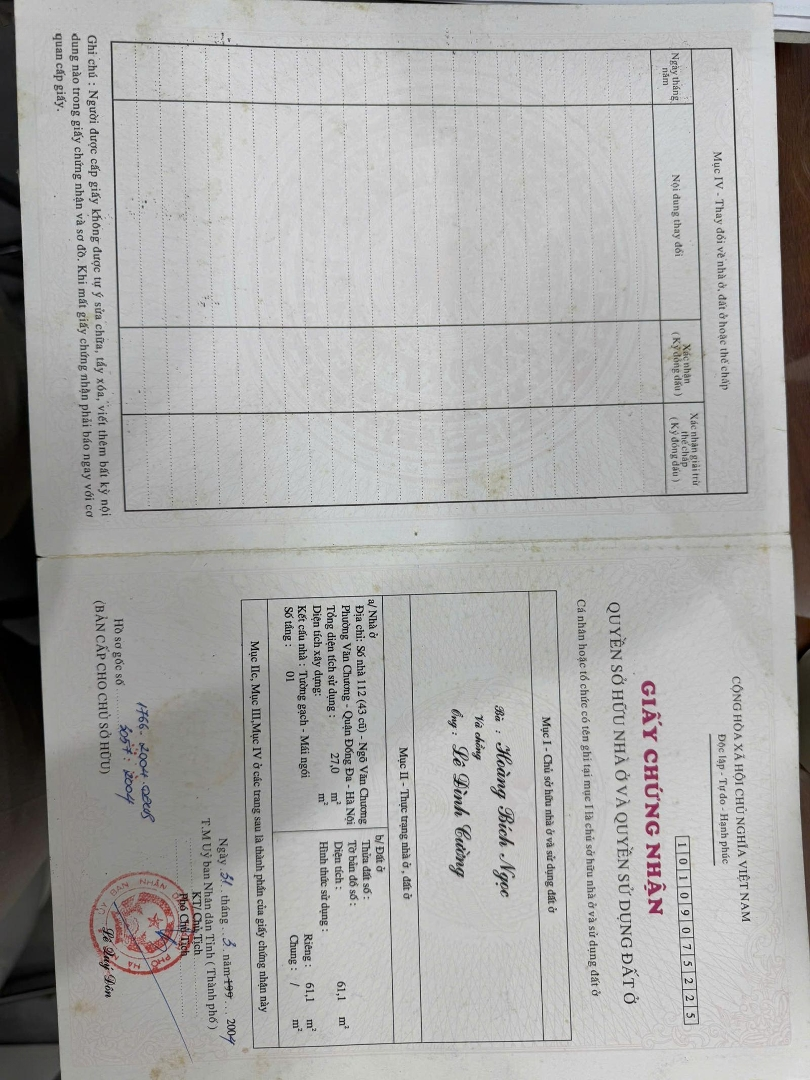 Mục IV - Thay đổi về nhà ở, đất ở hoặc thế chấp
Ngày tháng năm
Nội dung thay đổi
Xác nhận
( Ký đóng dấu )
Xác nhận giải trừ
thế chấp
( Ký đóng dấu )
Ghi chú : Người được cấp giấy không được tự ý sửa chữa, tẩy xóa, viết thêm bất kỳ nội
dung nào trong giấy chứng nhận và sơ đồ. Khi mất giấy chứng nhận phải báo ngay với cơ
quan cấp giấy.
CỘNG HÒA XÃ HỘI CHỦ NGHĨA VIỆT NAM
Độc lập - Tự do - Hạnh phúc
10109075225
GIẤY CHỨNG NHẬN
QUYỀN SỞ HỮU NHÀ Ở VÀ QUYỀN SỬ DỤNG ĐẤT Ở
Cá nhân hoặc tổ chức có tên ghi tại mục I là chủ sở hữu nhà ở và sử dụng đất ở
Mục I - Chủ sở hữu nhà ở và sử dụng đất ở
Bà : Hoàng Bích Ngọc
Và chồng
Ông : Lê Đình Cường
Mục II - Thực trạng nhà ở , đất ở
a/ Nhà ở
Địa chỉ: Số nhà 112 (43 cũ) - Ngõ Văn Chương
Phường Văn Chương - Quận Đống Đa - Hà Nội
Tổng diện tích sử dụng : 27,0 m²
Diện tích xây dựng: m²
Kết cấu nhà : Tường gạch - Mái ngói
Số tầng : 01
b/ Đất ở
Thửa đất số :
Tờ bản đồ số :
Diện tích : 61,1 m²
Hình thức sử dụng :
Riêng : 61,1 m²
Chung : / m²
Mục IIc, Mục III,Mục IV ở các trang sau là thành phần của giấy chứng nhận này
Ngày 31 tháng 3 năm 199 2004
T.M Uỷ ban Nhân dân Tỉnh ( Thành phố )
KT/ Chủ Tịch
Phó Chủ Tịch
Lê Quý Đôn
Hồ sơ gốc số 1766-2004.QĐUB
3057.2004
(BẢN CẤP CHO CHỦ SỞ HỮU)